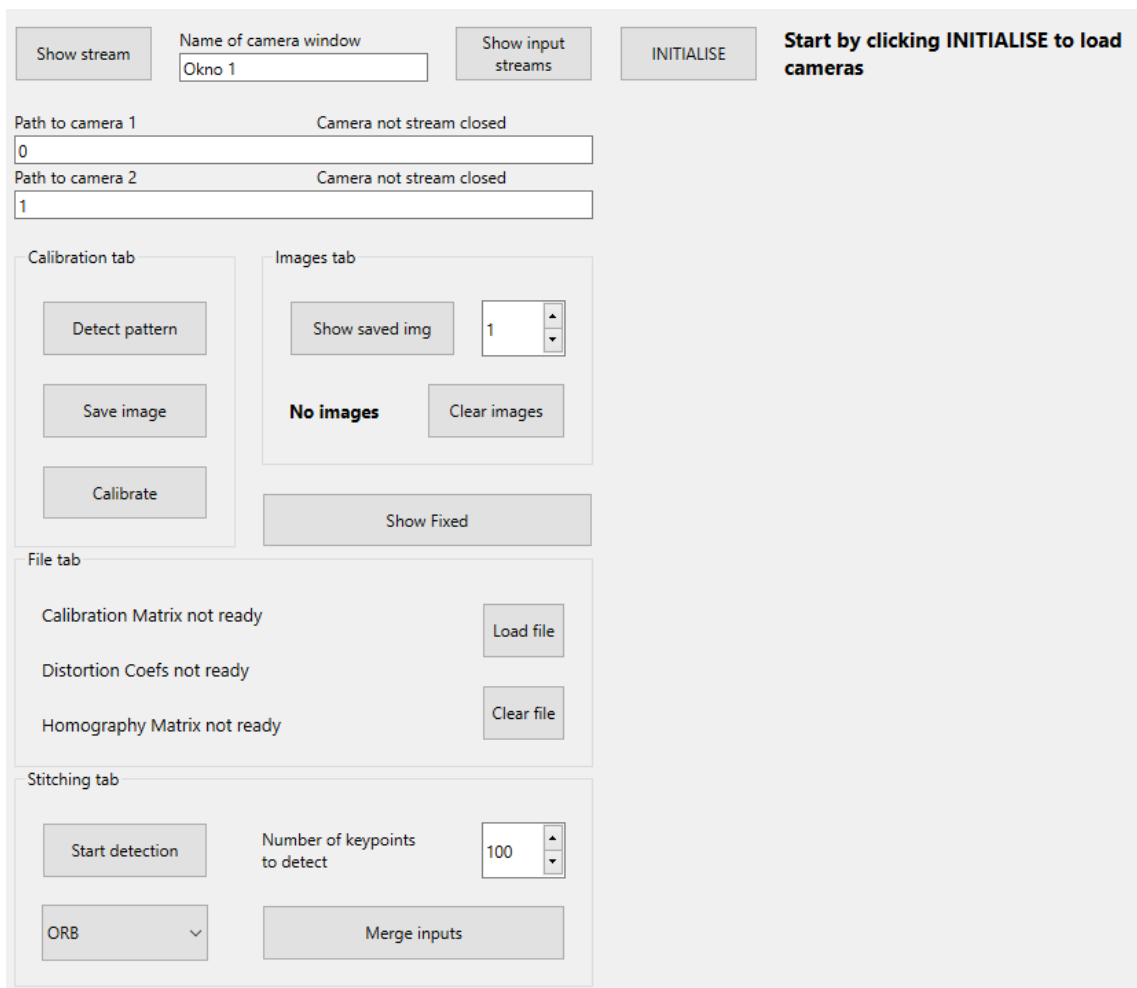 Show stream
Name of camera window
Okno 1
Show input
streams
INITIALISE
Start by clicking INITIALISE to load
cameras
Path to camera 1
Camera not stream closed
0
Path to camera 2
Camera not stream closed
1
Calibration tab
Detect pattern
Save image
Calibrate
Images tab
Show saved img
1
No images
Clear images
Show Fixed
File tab
Calibration Matrix not ready
Distortion Coefs not ready
Homography Matrix not ready
Load file
Clear file
Stitching tab
Start detection
Number of keypoints
to detect
100
ORB
Merge inputs